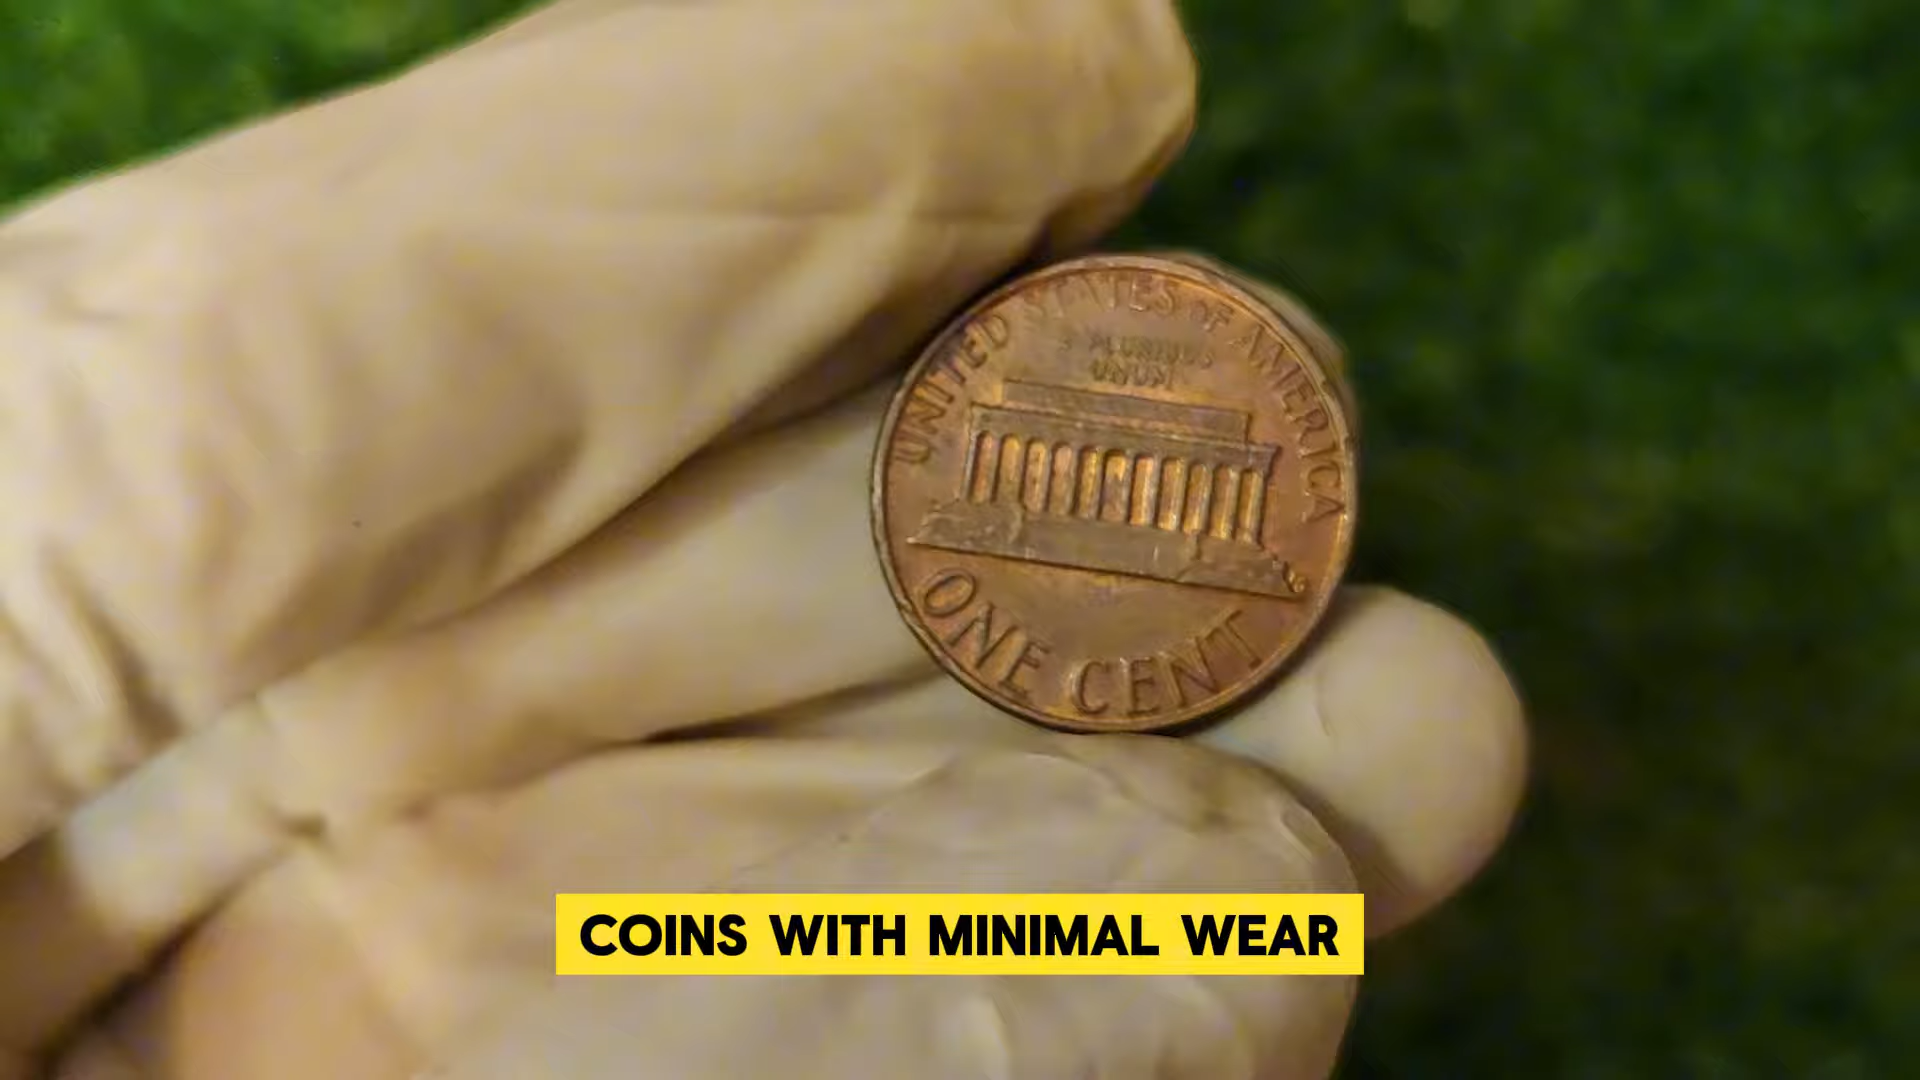 UNITED STATES OF AMERICA
E PLURIBUS
UNUM
ONE CENT
COINS WITH MINIMAL WEAR